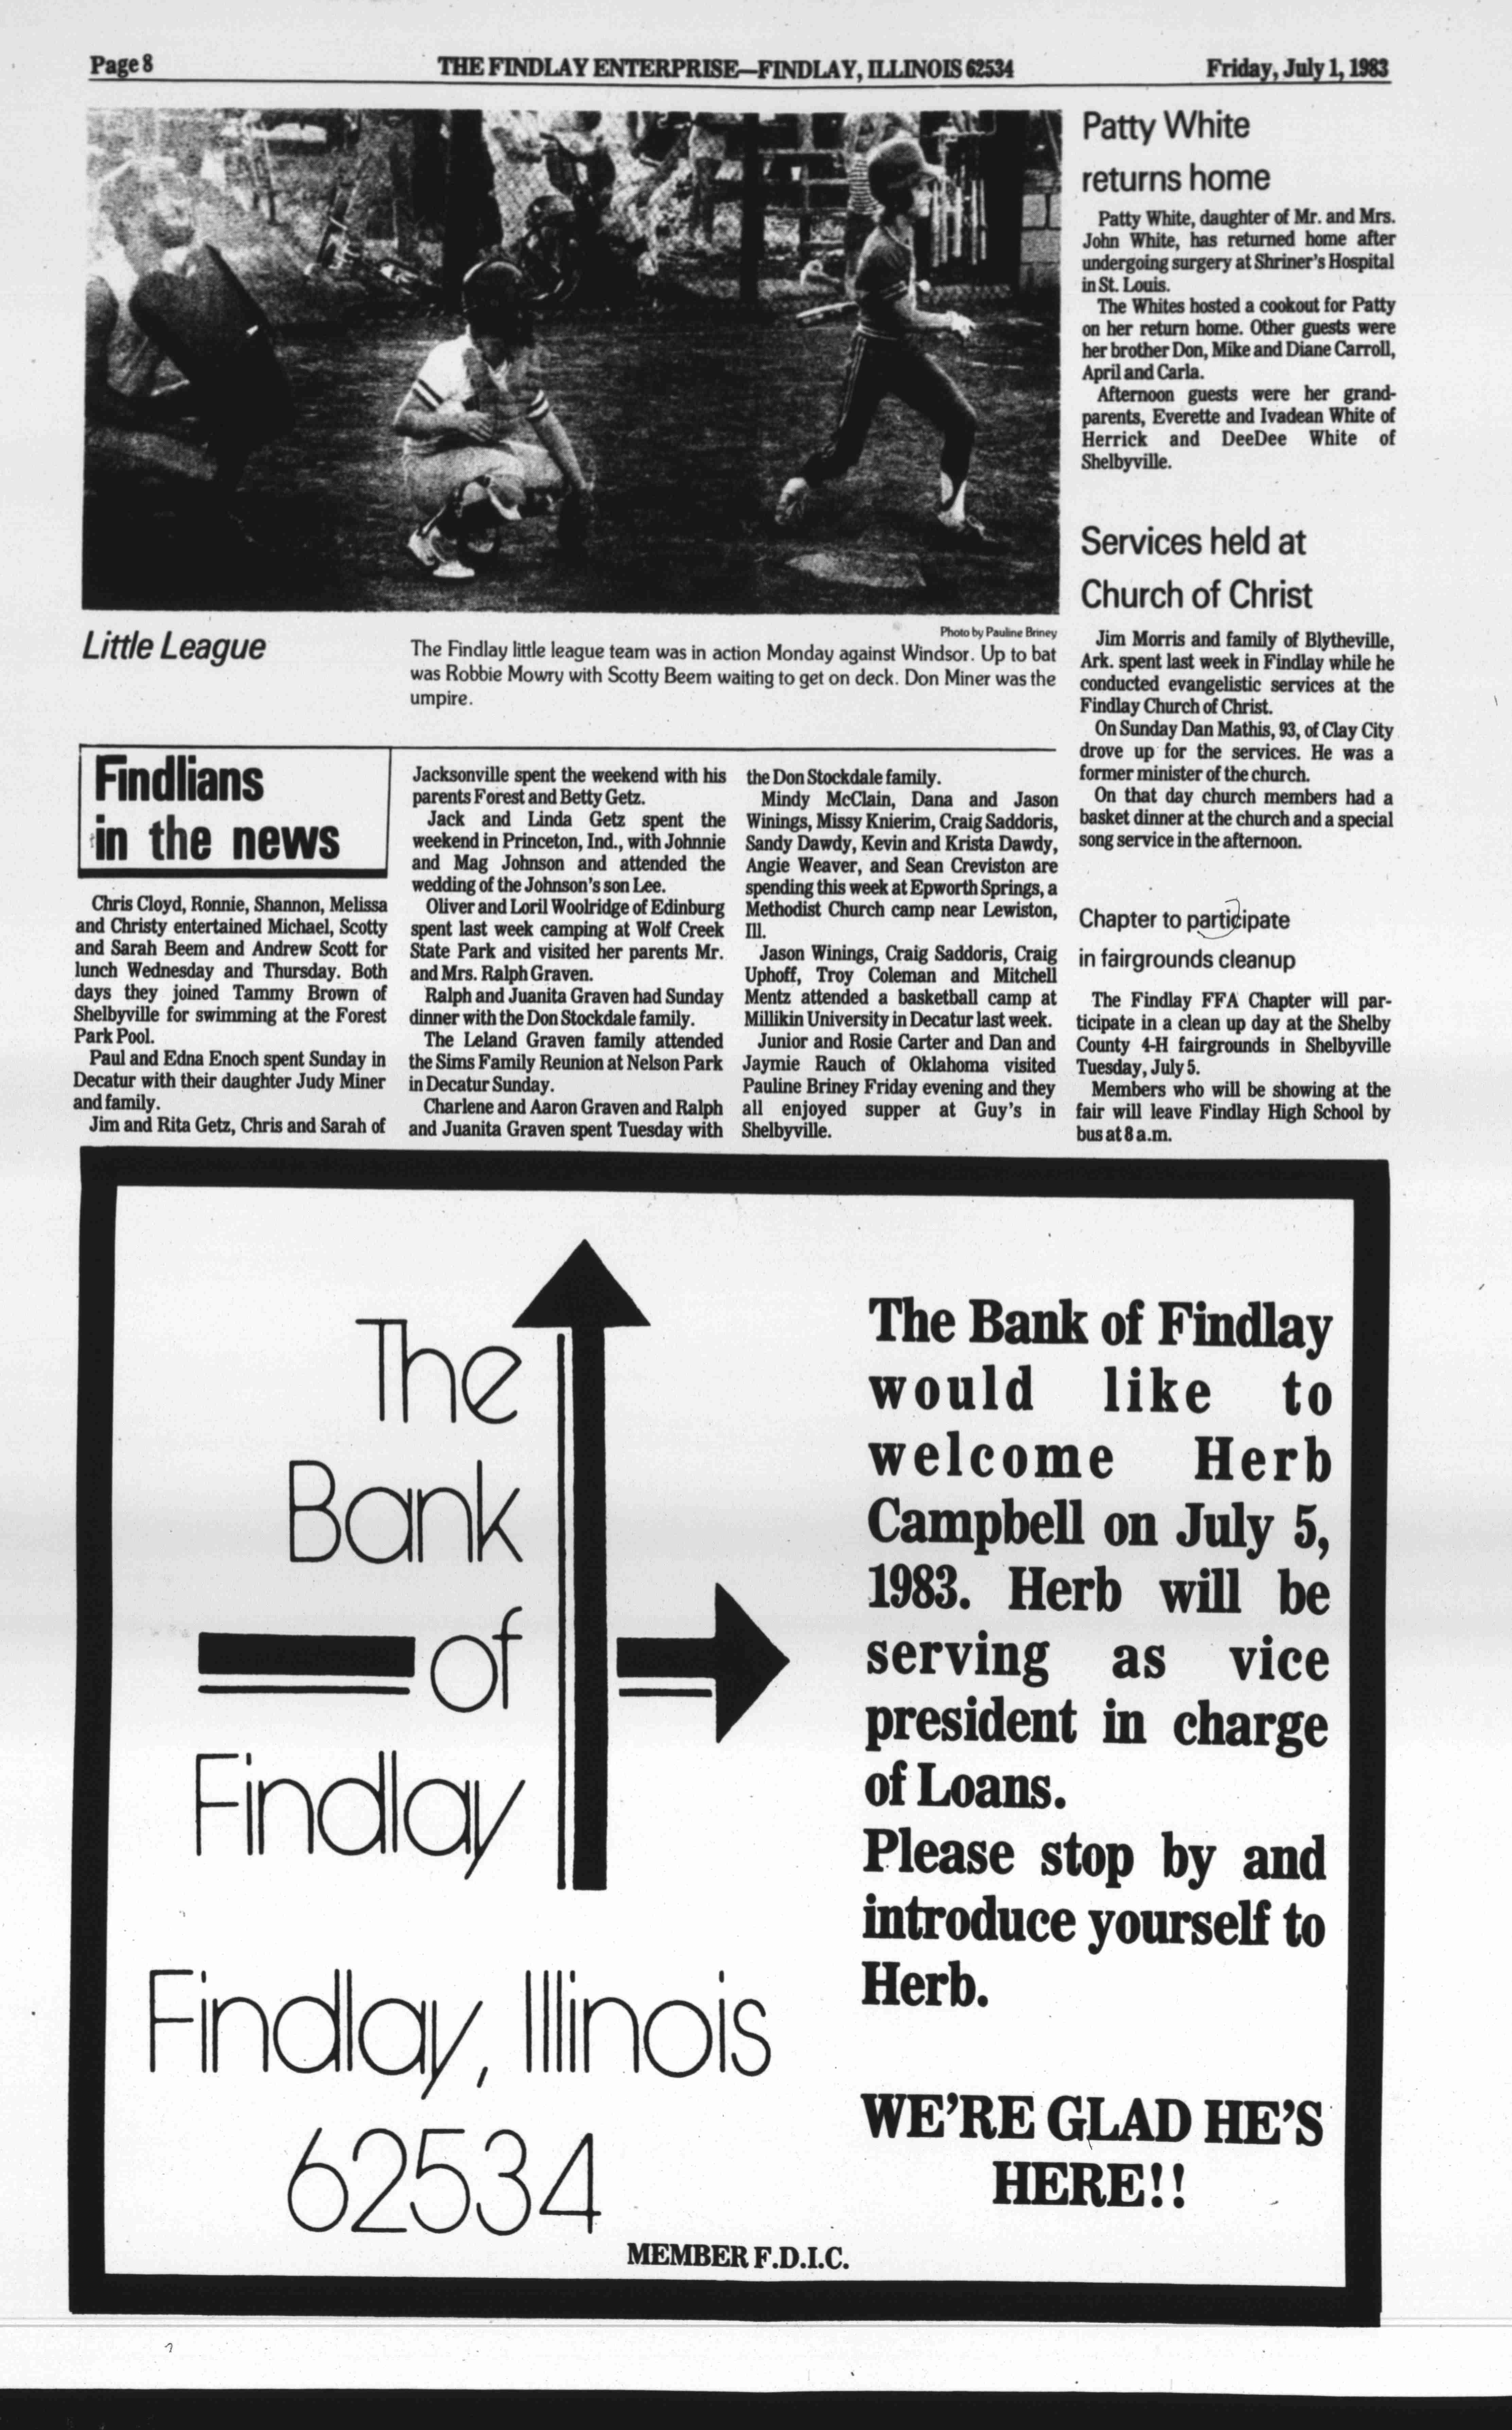 Page 8
THE FINDLAY ENTERPRISE—FINDLAY, ILLINOIS 62534
Friday, July 1, 1983
Photo by Pauline Briney
Little League
The Findlay little league team was in action Monday against Windsor. Up to bat
was Robbie Mowry with Scotty Beem waiting to get on deck. Don Miner was the
umpire.
Findlians
in the news
Chris Cloyd, Ronnie, Shannon, Melissa
and Christy entertained Michael, Scotty
and Sarah Beem and Andrew Scott for
lunch Wednesday and Thursday. Both
days they joined Tammy Brown of
Shelbyville for swimming at the Forest
Park Pool.
Paul and Edna Enoch spent Sunday in
Decatur with their daughter Judy Miner
and family.
Jim and Rita Getz, Chris and Sarah of
Jacksonville spent the weekend with his
parents Forest and Betty Getz.
Jack and Linda Getz spent the
weekend in Princeton, Ind., with Johnnie
and Mag Johnson and attended the
wedding of the Johnson's son Lee.
Oliver and Loril Woolridge of Edinburg
spent last week camping at Wolf Creek
State Park and visited her parents Mr.
and Mrs. Ralph Graven.
Ralph and Juanita Graven had Sunday
dinner with the Don Stockdale family.
The Leland Graven family attended
the Sims Family Reunion at Nelson Park
in Decatur Sunday.
Charlene and Aaron Graven and Ralph
and Juanita Graven spent Tuesday with
the Don Stockdale family.
Mindy McClain, Dana and Jason
Winings, Missy Knierim, Craig Saddoris,
Sandy Dawdy, Kevin and Krista Dawdy,
Angie Weaver, and Sean Creviston are
spending this week at Epworth Springs, a
Methodist Church camp near Lewiston,
Ill.
Jason Winings, Craig Saddoris, Craig
Uphoff, Troy Coleman and Mitchell
Mentz attended a basketball camp at
Millikin University in Decatur last week.
Junior and Rosie Carter and Dan and
Jaymie Rauch of Oklahoma visited
Pauline Briney Friday evening and they
all enjoyed supper at Guy's in
Shelbyville.
Patty White
returns home
Patty White, daughter of Mr. and Mrs.
John White, has returned home after
undergoing surgery at Shriner's Hospital
in St. Louis.
The Whites hosted a cookout for Patty
on her return home. Other guests were
her brother Don, Mike and Diane Carroll,
April and Carla.
Afternoon guests were her grand-
parents, Everette and Ivadean White of
Herrick and DeeDee White of
Shelbyville.
Services held at
Church of Christ
Jim Morris and family of Blytheville,
Ark. spent last week in Findlay while he
conducted evangelistic services at the
Findlay Church of Christ.
On Sunday Dan Mathis, 93, of Clay City
drove up for the services. He was a
former minister of the church.
On that day church members had a
basket dinner at the church and a special
song service in the afternoon.
Chapter to participate
in fairgrounds cleanup
The Findlay FFA Chapter will par-
ticipate in a clean up day at the Shelby
County 4-H fairgrounds in Shelbyville
Tuesday, July 5.
Members who will be showing at the
fair will leave Findlay High School by
bus at 8 a.m.
The
Bank
of
Findlay
Findlay, Illinois
62534
The Bank of Findlay
would like to
welcome Herb
Campbell on July 5,
1983. Herb will be
serving as vice
president in charge
of Loans.
Please stop by and
introduce yourself to
Herb.
WE'RE GLAD HE'S
HERE!!
MEMBER F.D.I.C.